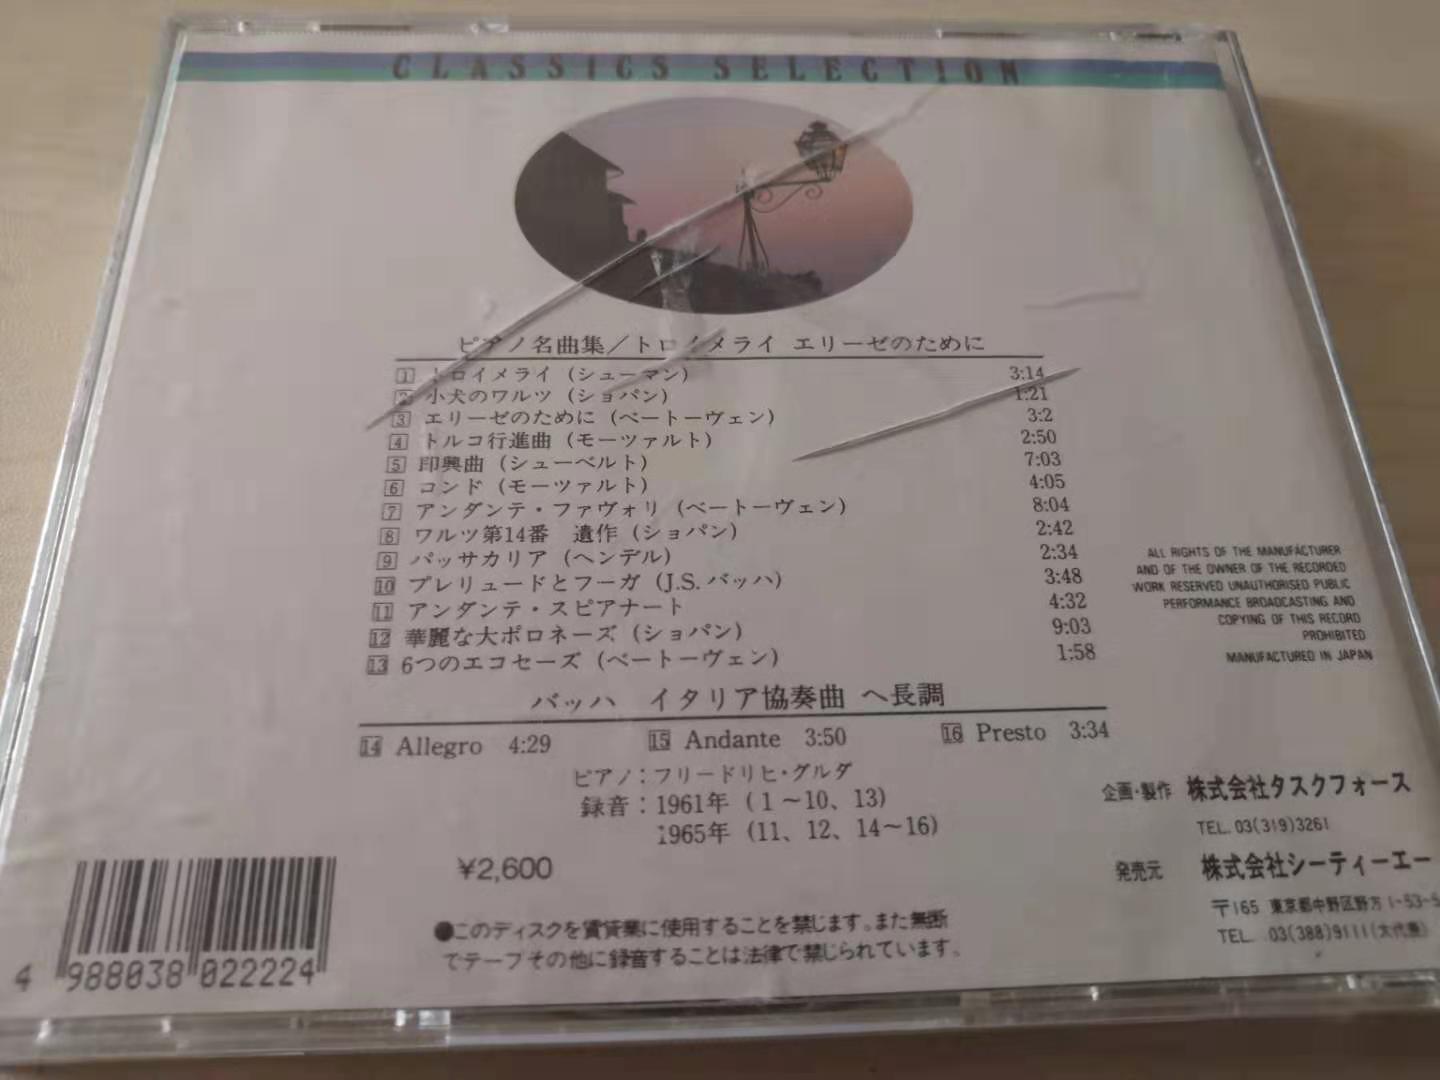 CLASSICS SELECTION
ピアノ名曲集／トロイメライ エリーゼのために
1 トロイメライ (シューマン) 3:14
2 小犬のワルツ (ショパン) 1:21
3 エリーゼのために (ベートーヴェン) 3:2
4 トルコ行進曲 (モーツァルト) 2:50
5 即興曲 (シューベルト) 7:03
6 コンド (モーツァルト) 4:05
7 アンダンテ・ファヴォリ (ベートーヴェン) 8:04
8 ワルツ第14番 遺作 (ショパン) 2:42
9 パッサカリア (ヘンデル) 2:34
10 プレリュードとフーガ (J.S.バッハ) 3:48
11 アンダンテ・スピアナート 4:32
12 華麗な大ポロネーズ (ショパン) 9:03
13 6つのエコセーズ (ベートーヴェン) 1:58
ALL RIGHTS OF THE MANUFACTURER
AND OF THE OWNER OF THE RECORDED
WORK RESERVED UNAUTHORISED PUBLIC
PERFORMANCE BROADCASTING AND
COPYING OF THIS RECORD
PROHIBITED
MANUFACTURED IN JAPAN
バッハ イタリア協奏曲 ヘ長調
14 Allegro 4:29 15 Andante 3:50 16 Presto 3:34
ピアノ：フリードリヒ・グルダ
録音：1961年 (1～10、13)
1965年 (11、12、14～16)
¥2,600
企画・製作 株式会社タスクフォース
TEL. 03(319)3261
発売元 株式会社シーティーエー
〒165 東京都中野区野方 1-53-5
TEL. 03(388)9111(大代表)
●このディスクを賃貸業に使用することを禁じます。また無断
でテープその他に録音することは法律で禁じられています。
4 988038 022224